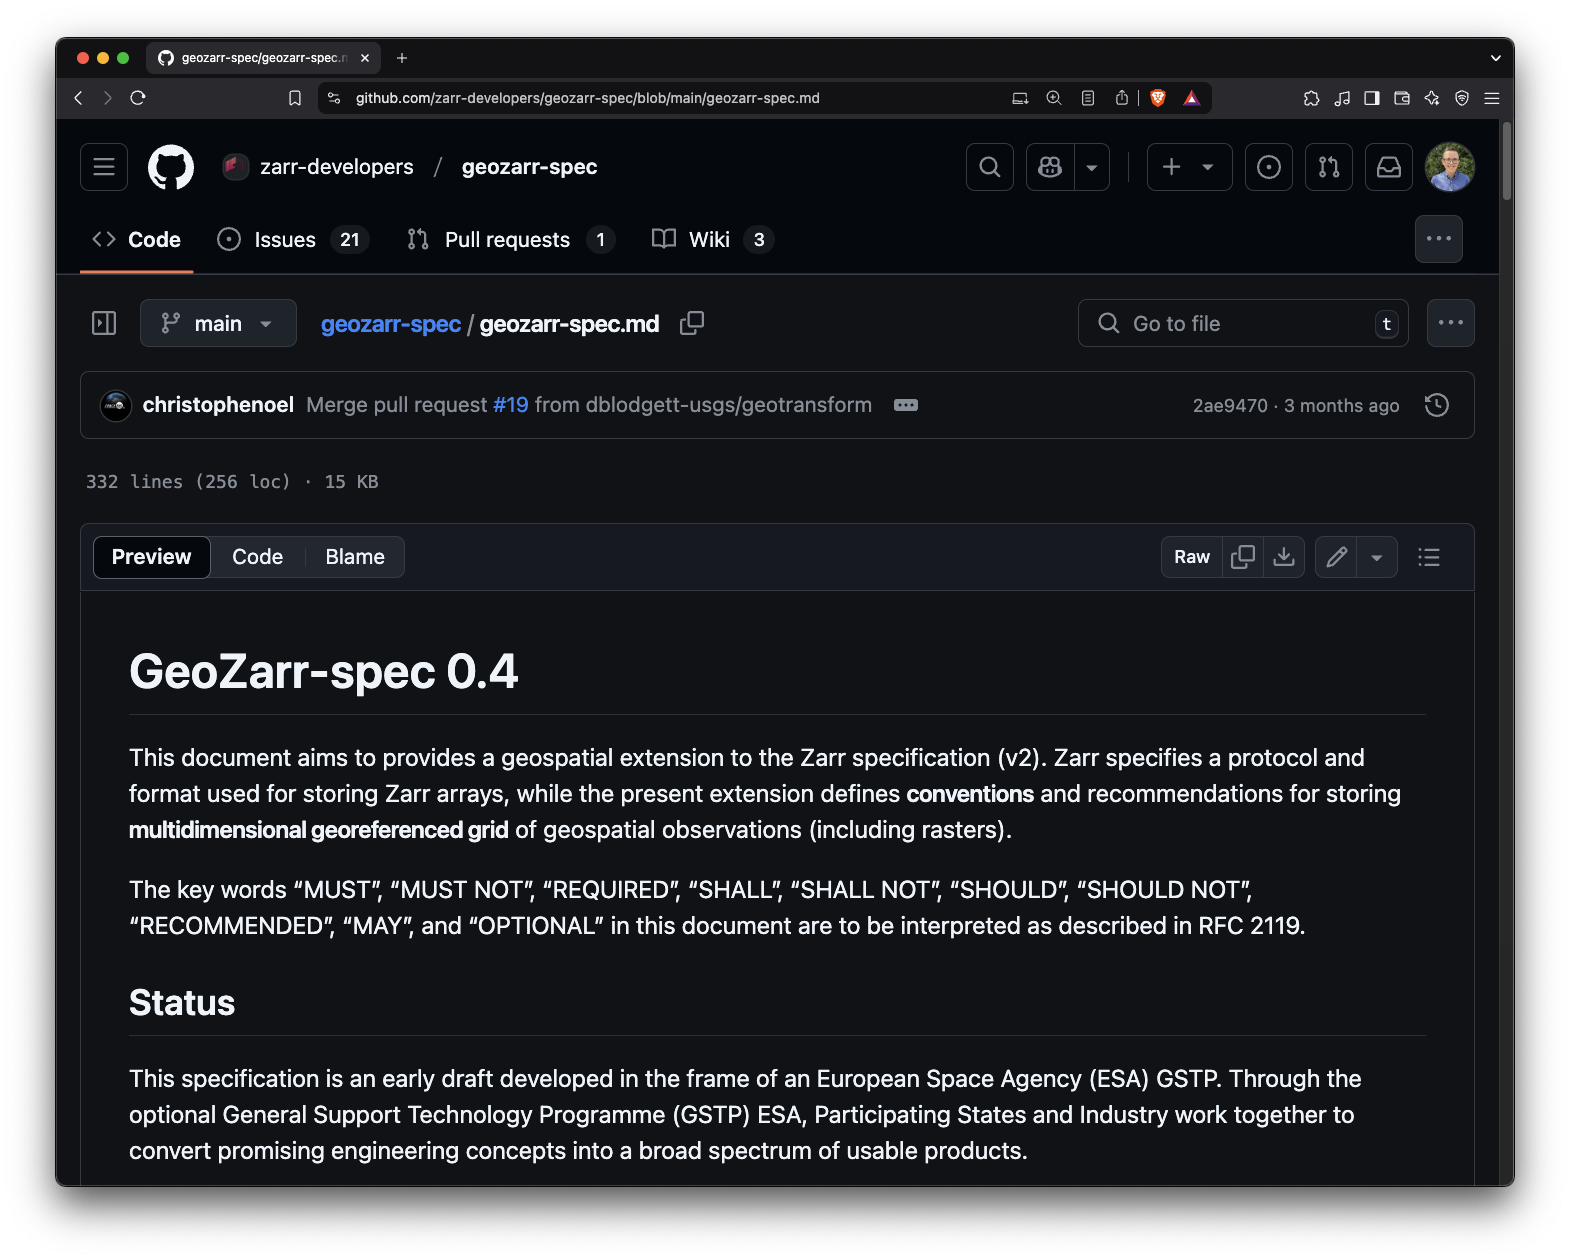 geozarr-spec/geozarr-spec.m
github.com/zarr-developers/geozarr-spec/blob/main/geozarr-spec.md
zarr-developers / geozarr-spec
Code Issues 21 Pull requests 1 Wiki 3
main geozarr-spec / geozarr-spec.md Go to file t
christophenoel Merge pull request #19 from dblodgett-usgs/geotransform 2ae9470 · 3 months ago
332 lines (256 loc) · 15 KB
Preview Code Blame Raw
GeoZarr-spec 0.4
This document aims to provides a geospatial extension to the Zarr specification (v2). Zarr specifies a protocol and
format used for storing Zarr arrays, while the present extension defines conventions and recommendations for storing
multidimensional georeferenced grid of geospatial observations (including rasters).
The key words “MUST”, “MUST NOT”, “REQUIRED”, “SHALL”, “SHALL NOT”, “SHOULD”, “SHOULD NOT”,
“RECOMMENDED”, “MAY”, and “OPTIONAL” in this document are to be interpreted as described in RFC 2119.
Status
This specification is an early draft developed in the frame of an European Space Agency (ESA) GSTP. Through the
optional General Support Technology Programme (GSTP) ESA, Participating States and Industry work together to
convert promising engineering concepts into a broad spectrum of usable products.